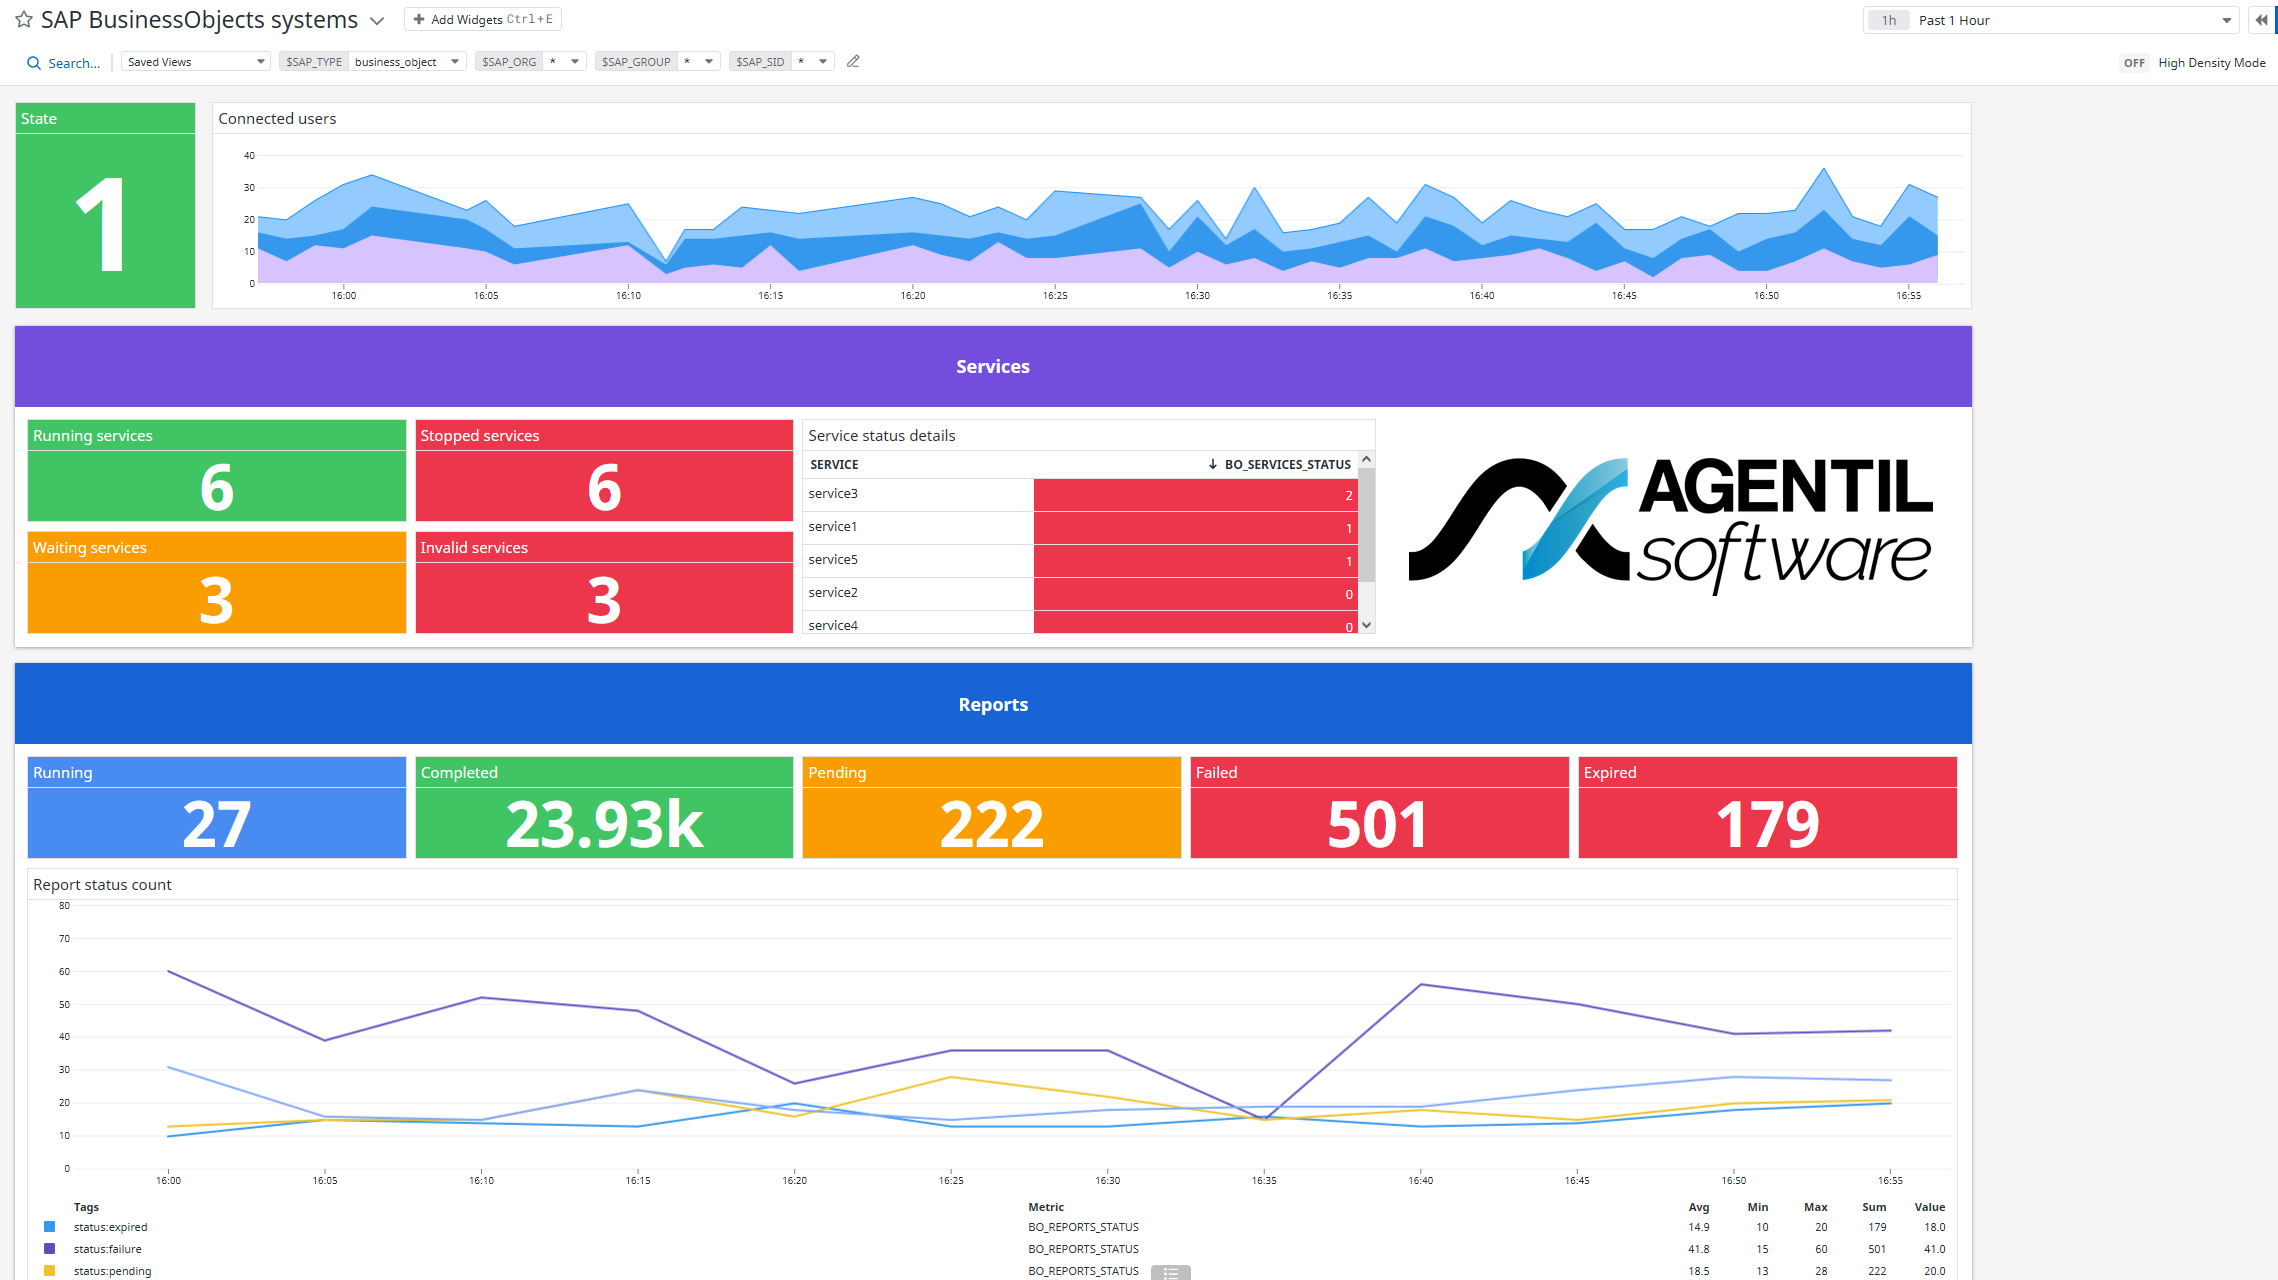 SAP BusinessObjects systems
Add Widgets Ctrl+E
1h Past 1 Hour
Search...
Saved Views
$SAP_TYPE business_object
$SAP_ORG *
$SAP_GROUP *
$SAP_SID *
OFF High Density Mode
State
1
Connected users
40
30
20
10
0
16:00 16:05 16:10 16:15 16:20 16:25 16:30 16:35 16:40 16:45 16:50 16:55
Services
Running services
6
Stopped services
6
Waiting services
3
Invalid services
3
Service status details
SERVICE BO_SERVICES_STATUS
service3 2
service1 1
service5 1
service2 0
service4 0
AGENTIL
software
Reports
Running
27
Completed
23.93k
Pending
222
Failed
501
Expired
179
Report status count
80
70
60
50
40
30
20
10
0
16:00 16:05 16:10 16:15 16:20 16:25 16:30 16:35 16:40 16:45 16:50 16:55
Tags Metric Avg Min Max Sum Value
status:expired BO_REPORTS_STATUS 14.9 10 20 179 18.0
status:failure BO_REPORTS_STATUS 41.8 15 60 501 41.0
status:pending BO_REPORTS_STATUS 18.5 13 28 222 20.0